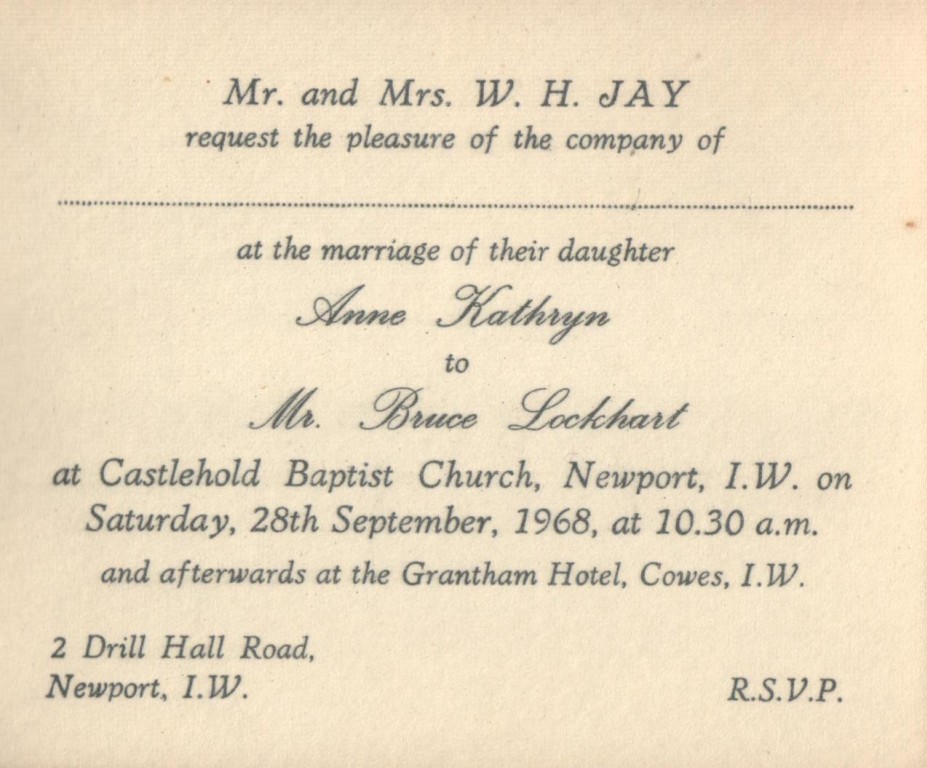 Mr. and Mrs. W. H. JAY
request the pleasure of the company of
at the marriage of their daughter
Anne Kathryn
to
Mr. Bruce Lockhart
at Castlehold Baptist Church, Newport, I.W. on
Saturday, 28th September, 1968, at 10.30 a.m.
and afterwards at the Grantham Hotel, Cowes, I.W.
2 Drill Hall Road,
Newport, I.W.
R.S.V.P.